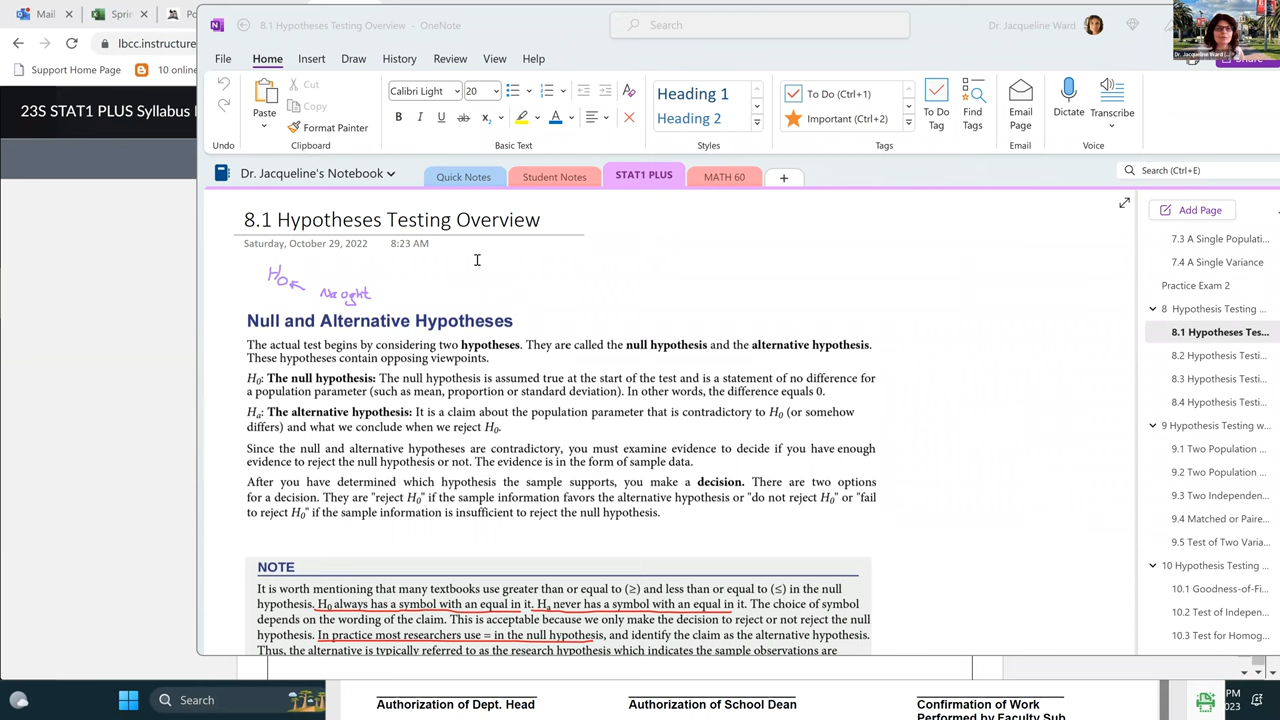 Mail
Sprin
Po
8.1 Hypotheses Testing Overview - OneNote
Search
Dr. Jacqueline Ward
lbcc.instructure
Support Home Page
10 online
23S STAT1 PLUS Syllabus
File Home Insert Draw History Review View Help
Share
Paste
Cut
Copy
Format Painter
Calibri Light 20
Heading 1
Heading 2
To Do (Ctrl+1)
Important (Ctrl+2)
To Do Tag
Find Tags
Email Page
Dictate
Transcribe
Undo Clipboard Basic Text Styles Tags Email Voice
Dr. Jacqueline's Notebook
Quick Notes Student Notes STAT1 PLUS MATH 60 +
Search (Ctrl+E)
8.1 Hypotheses Testing Overview
Saturday, October 29, 2022 8:23 AM
H0
Nought
Null and Alternative Hypotheses
The actual test begins by considering two hypotheses. They are called the null hypothesis and the alternative hypothesis.
These hypotheses contain opposing viewpoints.
H0: The null hypothesis: The null hypothesis is assumed true at the start of the test and is a statement of no difference for
a population parameter (such as mean, proportion or standard deviation). In other words, the difference equals 0.
Ha: The alternative hypothesis: It is a claim about the population parameter that is contradictory to H0 (or somehow
differs) and what we conclude when we reject H0.
Since the null and alternative hypotheses are contradictory, you must examine evidence to decide if you have enough
evidence to reject the null hypothesis or not. The evidence is in the form of sample data.
After you have determined which hypothesis the sample supports, you make a decision. There are two options
for a decision. They are "reject H0" if the sample information favors the alternative hypothesis or "do not reject H0" or "fail
to reject H0" if the sample information is insufficient to reject the null hypothesis.
NOTE
It is worth mentioning that many textbooks use greater than or equal to (≥) and less than or equal to (≤) in the null
hypothesis. H0 always has a symbol with an equal in it. Ha never has a symbol with an equal in it. The choice of symbol
depends on the wording of the claim. This is acceptable because we only make the decision to reject or not reject the null
hypothesis. In practice most researchers use = in the null hypothesis, and identify the claim as the alternative hypothesis.
Thus, the alternative is typically referred to as the research hypothesis which indicates the sample observations are
Add Page
7.3 A Single Populati...
7.4 A Single Variance
Practice Exam 2
8 Hypothesis Testing ...
8.1 Hypotheses Tes...
8.2 Hypothesis Testi...
8.3 Hypothesis Testi...
8.4 Hypothesis Testi...
9 Hypothesis Testing w...
9.1 Two Population ...
9.2 Two Population ...
9.3 Two Independen...
9.4 Matched or Paire...
9.5 Test of Two Varia...
10 Hypothesis Testing ...
10.1 Goodness-of-Fi...
10.2 Test of Indepen...
10.3 Test for Homog...
Authorization of Dept. Head
Authorization of School Dean
Confirmation of Work
Performed by Faculty Sub
Search
PM
023